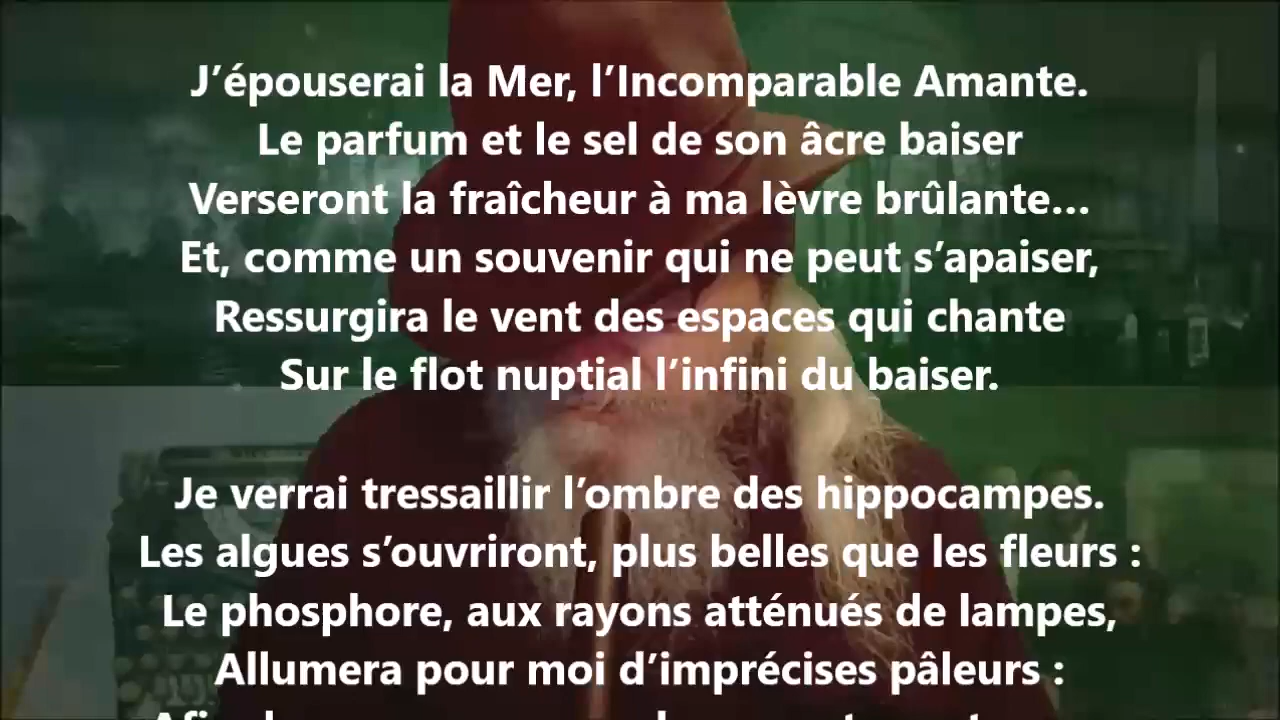 J’épouserai la Mer, l’Incomparable Amante.
Le parfum et le sel de son âcre baiser
Verseront la fraîcheur à ma lèvre brûlante…
Et, comme un souvenir qui ne peut s’apaiser,
Ressurgira le vent des espaces qui chante
Sur le flot nuptial l’infini du baiser.
Je verrai tressaillir l’ombre des hippocampes.
Les algues s’ouvriront, plus belles que les fleurs :
Le phosphore, aux rayons atténués de lampes,
Allumera pour moi d’imprécises pâleurs :